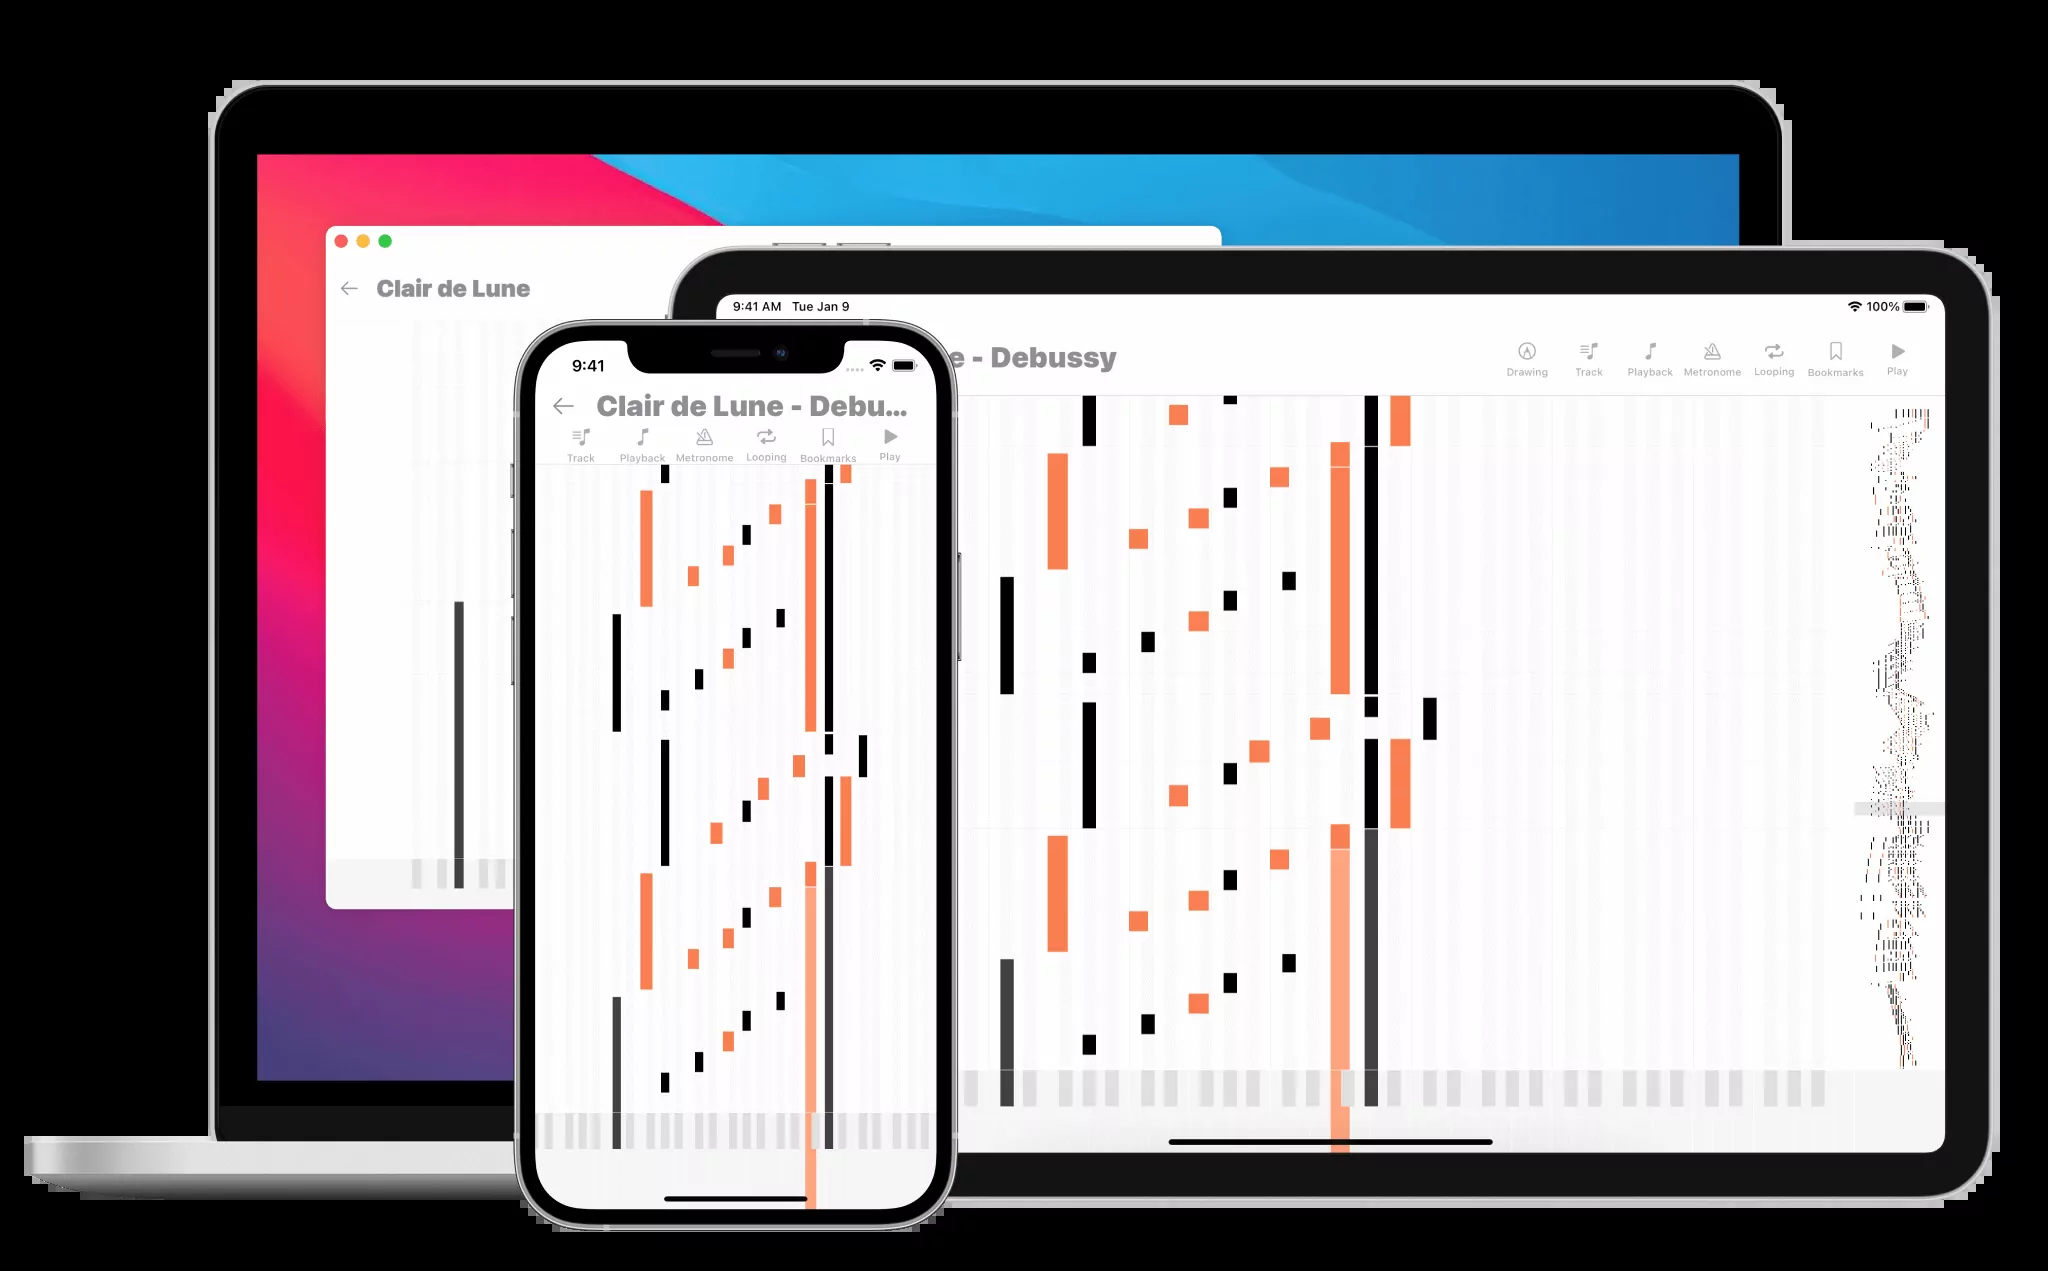 Clair de Lune
9:41 AM Tue Jan 9
100%
e - Debussy
Drawing Track Playback Metronome Looping Bookmarks Play
9:41
Clair de Lune - Debu...
Track Playback Metronome Looping Bookmarks Play